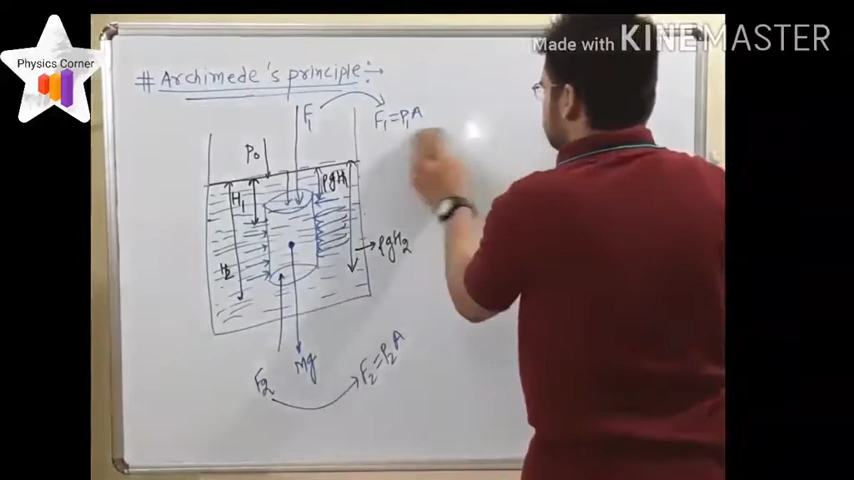 Physics Corner
Made with KINEMASTER
# Archimede's principle :→
F₁
F₁=P₁A
P₀
H₁
ρgH₁
H₂
ρgH₂
Mg
F₂
F₂=P₂A